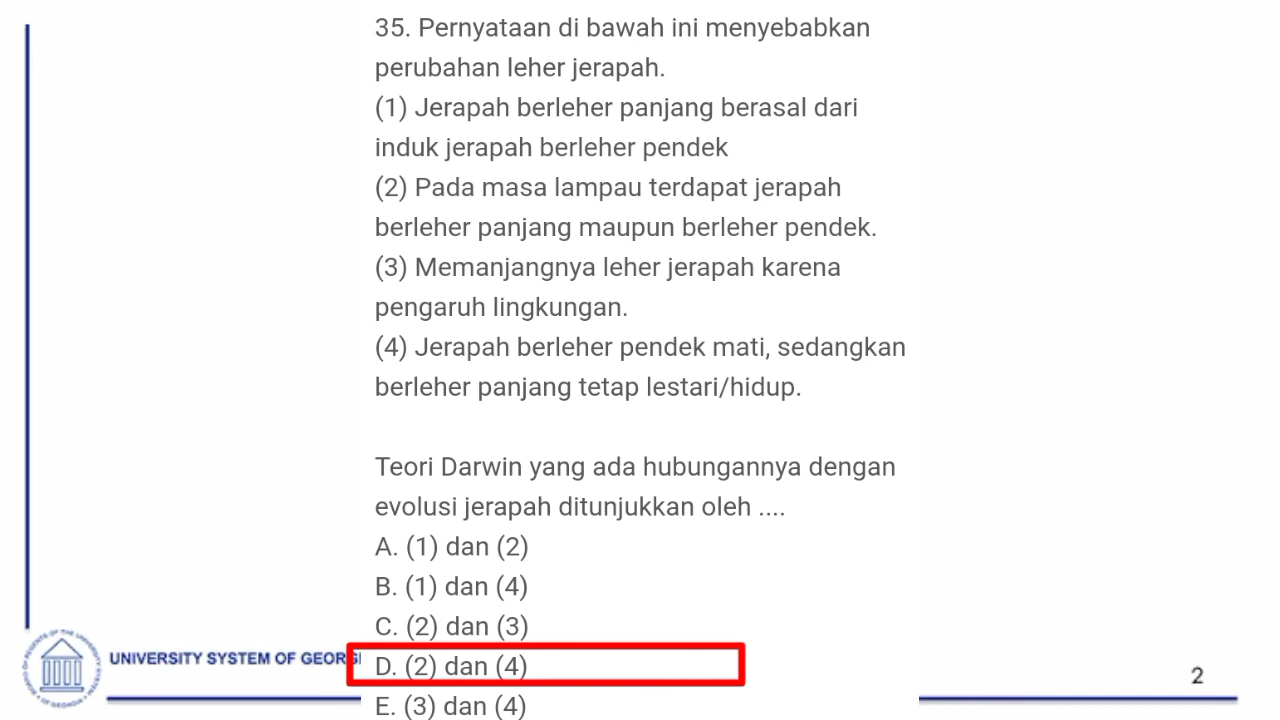 35. Pernyataan di bawah ini menyebabkan
perubahan leher jerapah.
(1) Jerapah berleher panjang berasal dari
induk jerapah berleher pendek
(2) Pada masa lampau terdapat jerapah
berleher panjang maupun berleher pendek.
(3) Memanjangnya leher jerapah karena
pengaruh lingkungan.
(4) Jerapah berleher pendek mati, sedangkan
berleher panjang tetap lestari/hidup.
Teori Darwin yang ada hubungannya dengan
evolusi jerapah ditunjukkan oleh ....
A. (1) dan (2)
B. (1) dan (4)
C. (2) dan (3)
D. (2) dan (4)
E. (3) dan (4)
UNIVERSITY SYSTEM OF
2